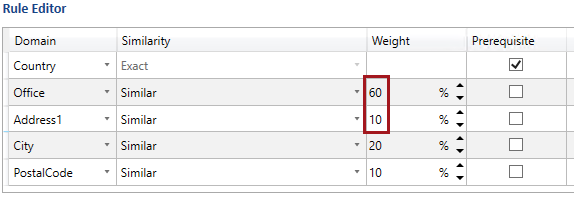 Rule Editor
Domain Similarity Weight Prerequisite
Country Exact
Office Similar 60 %
Address1 Similar 10 %
City Similar 20 %
PostalCode Similar 10 %